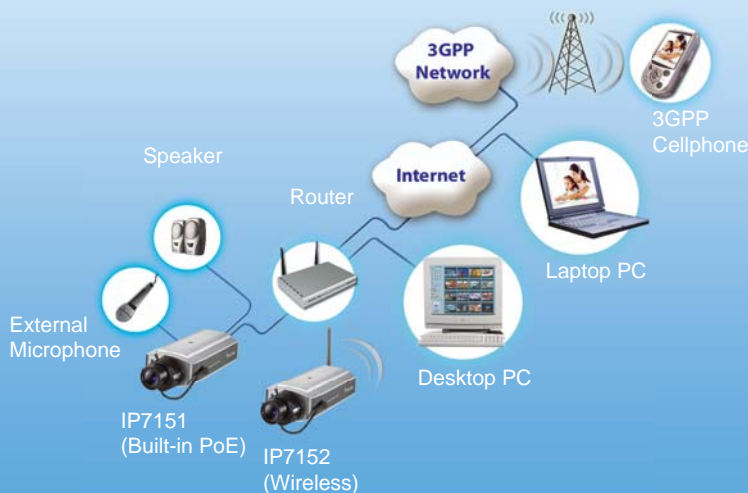 3GPP
Network
3GPP
Cellphone
Speaker
Internet
Router
Laptop PC
External
Microphone
Desktop PC
IP7151
(Built-in PoE)
IP7152
(Wireless)